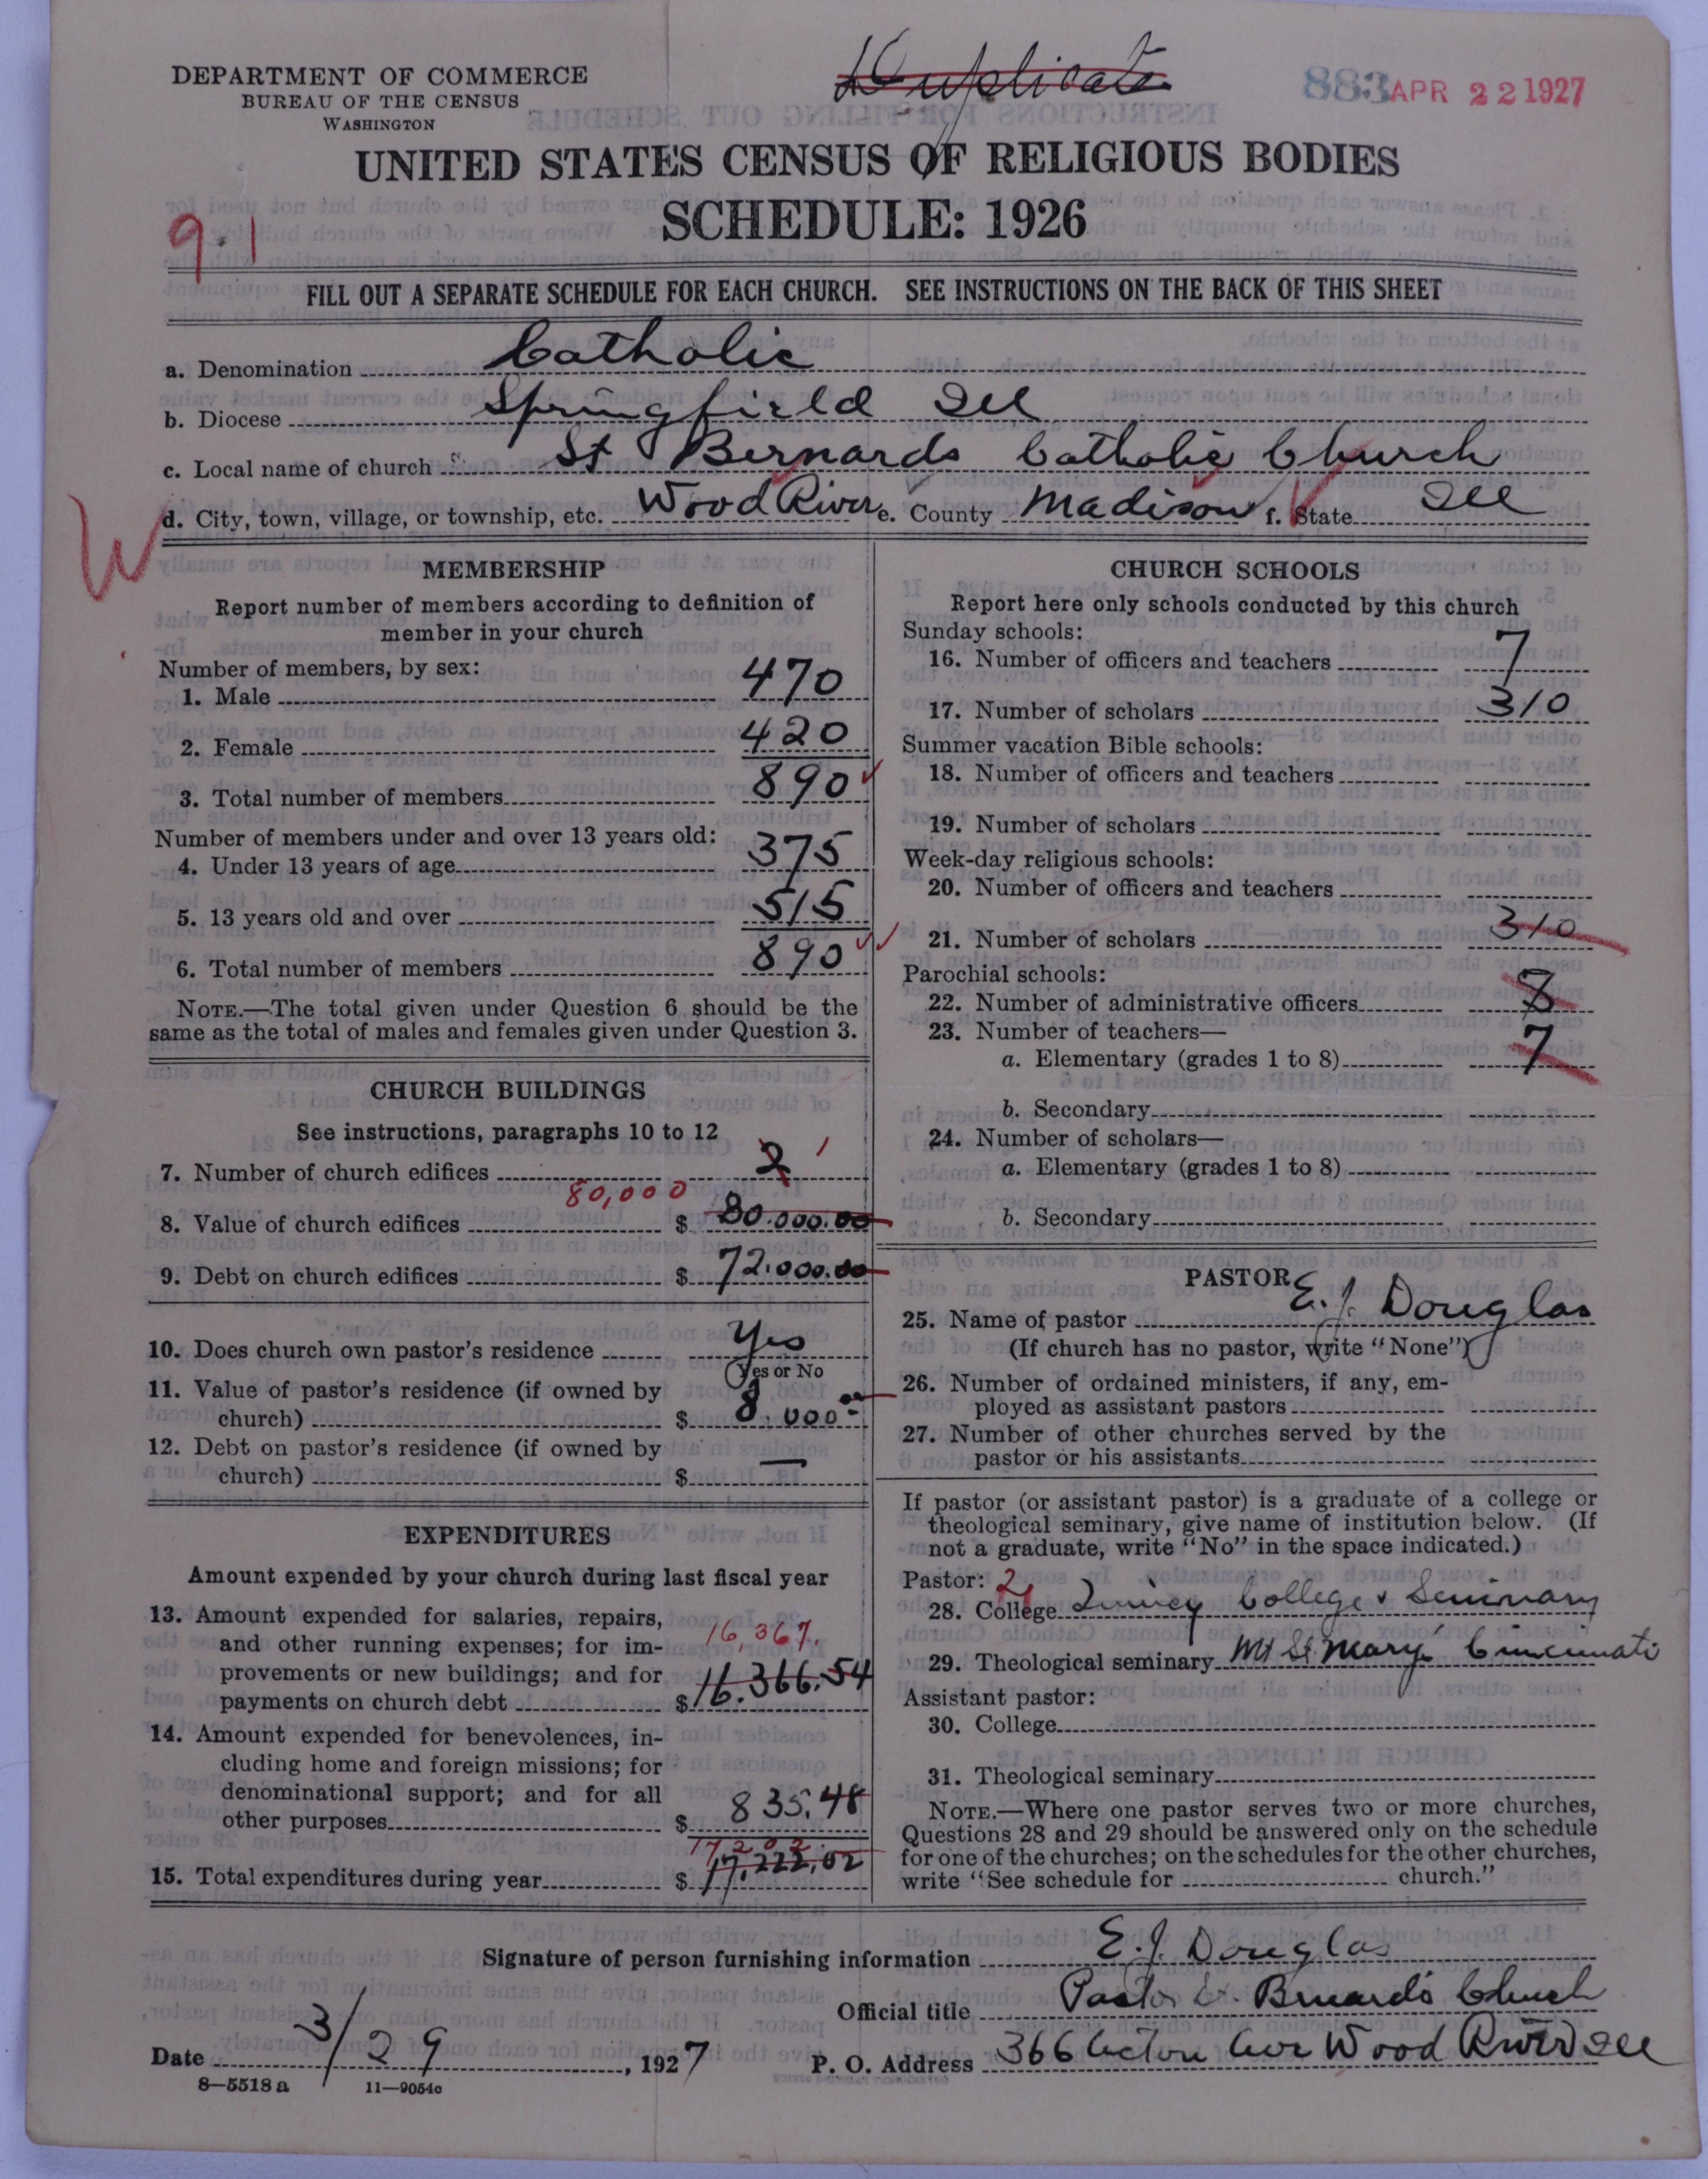 DEPARTMENT OF COMMERCE
BUREAU OF THE CENSUS
WASHINGTON
Duplicate
883 APR 22 1927
UNITED STATES CENSUS OF RELIGIOUS BODIES
SCHEDULE: 1926
9.1
FILL OUT A SEPARATE SCHEDULE FOR EACH CHURCH. SEE INSTRUCTIONS ON THE BACK OF THIS SHEET
a. Denomination Catholic
b. Diocese Springfield Ill
c. Local name of church St Bernards Catholic Church
W
d. City, town, village, or township, etc. Wood River e. County Madison f. State Ill
MEMBERSHIP
Report number of members according to definition of
member in your church
Number of members, by sex:
1. Male 470
2. Female 420
3. Total number of members 890
Number of members under and over 13 years old:
4. Under 13 years of age 375
5. 13 years old and over 515
6. Total number of members 890
NOTE.—The total given under Question 6 should be the
same as the total of males and females given under Question 3.
CHURCH BUILDINGS
See instructions, paragraphs 10 to 12
7. Number of church edifices 2 1
80,000
8. Value of church edifices $ 80.000.00
9. Debt on church edifices $ 72.000.00
10. Does church own pastor's residence Yes
(Yes or No
11. Value of pastor's residence (if owned by
church) $ 8.000
12. Debt on pastor's residence (if owned by
church) $ —
EXPENDITURES
Amount expended by your church during last fiscal year
13. Amount expended for salaries, repairs,
and other running expenses; for im- 16,367.
provements or new buildings; and for
payments on church debt $ 16.366.54
14. Amount expended for benevolences, in-
cluding home and foreign missions; for
denominational support; and for all
other purposes $ 835.48
17,202.
15. Total expenditures during year $ 17.222.02
CHURCH SCHOOLS
Report here only schools conducted by this church
Sunday schools:
16. Number of officers and teachers 7
17. Number of scholars 310
Summer vacation Bible schools:
18. Number of officers and teachers
19. Number of scholars
Week-day religious schools:
20. Number of officers and teachers
21. Number of scholars 310
Parochial schools:
22. Number of administrative officers 8
23. Number of teachers—
a. Elementary (grades 1 to 8) 7
b. Secondary
24. Number of scholars—
a. Elementary (grades 1 to 8)
b. Secondary
PASTOR
25. Name of pastor E. J. Douglas
(If church has no pastor, write "None")
26. Number of ordained ministers, if any, em-
ployed as assistant pastors
27. Number of other churches served by the
pastor or his assistants
If pastor (or assistant pastor) is a graduate of a college or
theological seminary, give name of institution below. (If
not a graduate, write "No" in the space indicated.)
Pastor: 2
28. College Quincy College & Seminary
29. Theological seminary Mt St. Mary's Cincinnati
Assistant pastor:
30. College
31. Theological seminary
NOTE.—Where one pastor serves two or more churches,
Questions 28 and 29 should be answered only on the schedule
for one of the churches; on the schedules for the other churches,
write "See schedule for church."
Signature of person furnishing information E. J. Douglas
Official title Pastor St. Bernard's Church
Date 3/29, 1927 P. O. Address 366 Acton Ave Wood River Ill
8—5518 a 11—9054c